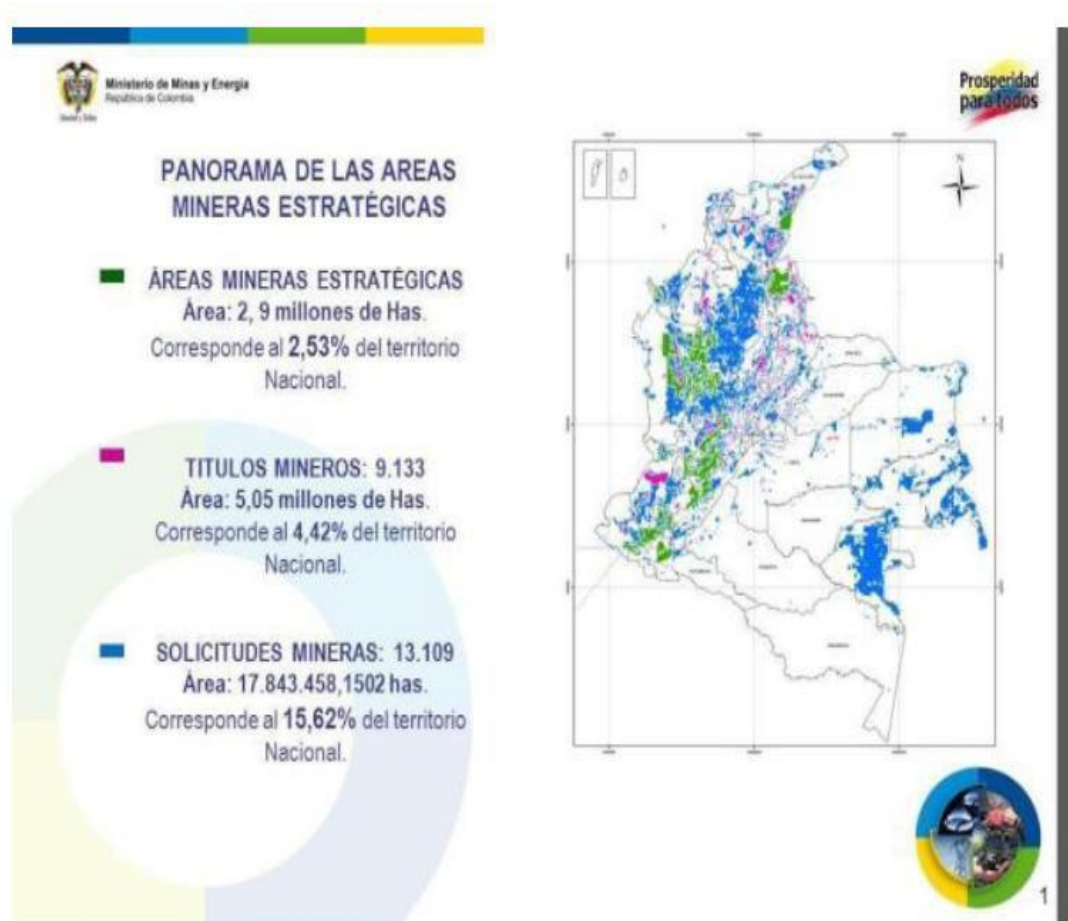 Ministerio de Minas y Energía
República de Colombia
Prosperidad
para todos
PANORAMA DE LAS AREAS
MINERAS ESTRATÉGICAS
ÁREAS MINERAS ESTRATÉGICAS
Área: 2, 9 millones de Has.
Corresponde al 2,53% del territorio
Nacional.
TITULOS MINEROS: 9.133
Área: 5,05 millones de Has.
Corresponde al 4,42% del territorio
Nacional.
SOLICITUDES MINERAS: 13.109
Área: 17.843.458,1502 has.
Corresponde al 15,62% del territorio
Nacional.
N
1